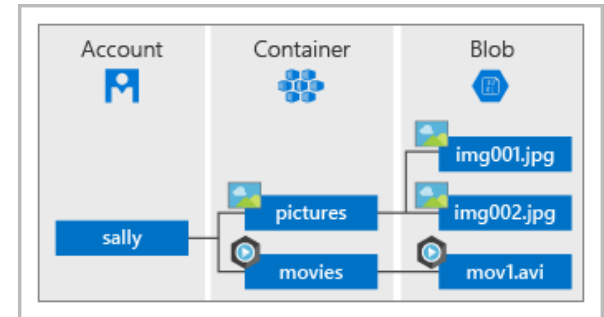 Account
Container
Blob
img001.jpg
pictures
img002.jpg
sally
movies
mov1.avi